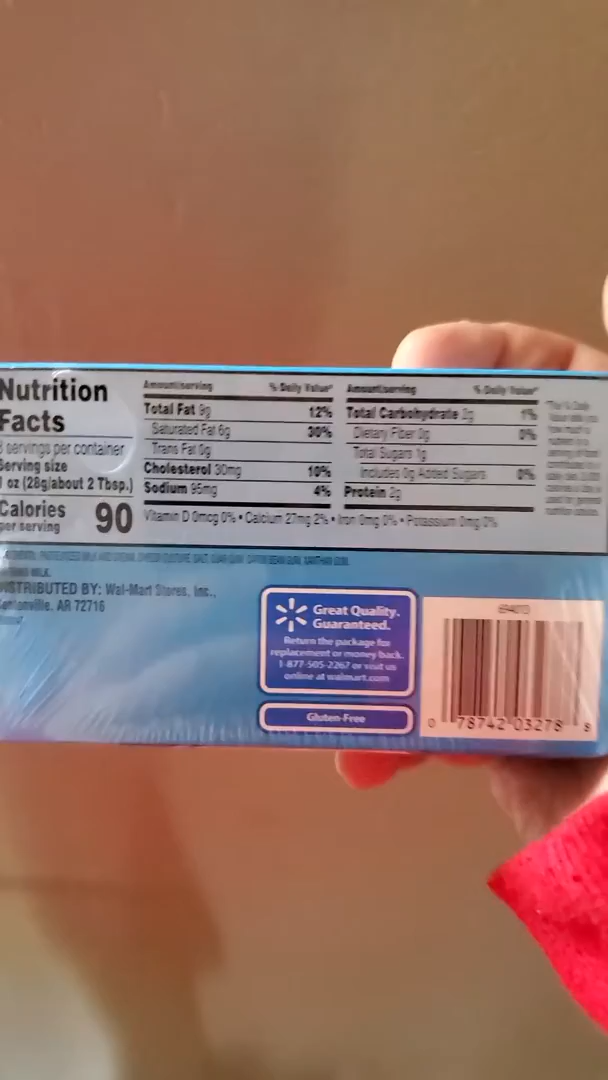 Nutrition
Facts
servings per container
Serving size
oz (28g/about 2 Tbsp.)
Calories
per serving
90
Amount/serving % Daily Value*
Total Fat 9g 12%
Saturated Fat 6g 30%
Trans Fat 0g
Cholesterol 30mg 10%
Sodium 95mg 4%
Amount/serving % Daily Value*
Total Carbohydrate 1%
Dietary Fiber 0g 0%
Total Sugars 1g
Includes 0g Added Sugars 0%
Protein 2g
Vitamin D 0mcg 0% • Calcium 27mg 2% • Iron 0mg 0% • Potassium 0mg 0%
MILK.
DISTRIBUTED BY: Wal-Mart Stores, Inc.,
Bentonville, AR 72716
Great Quality.
Guaranteed.
Return the package for
replacement or money back.
1-877-505-2267 or visit us
online at walmart.com
Gluten-Free
0 78742 03278 8